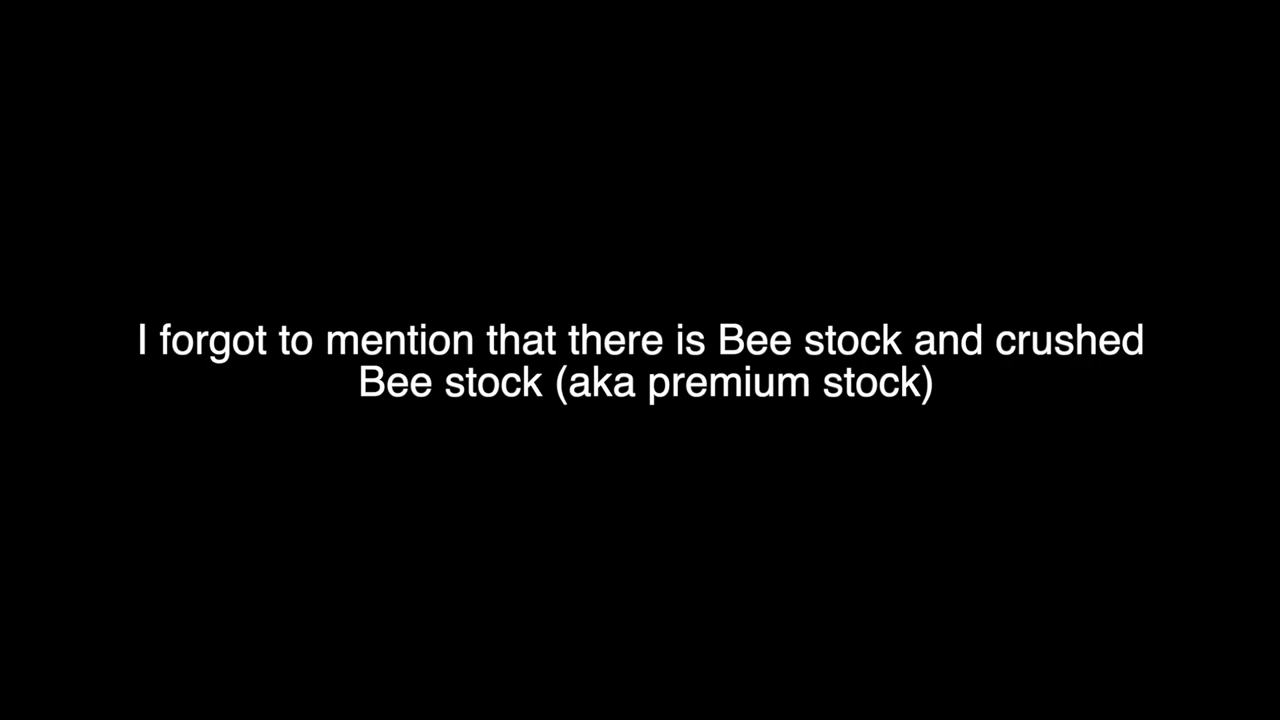 I forgot to mention that there is Bee stock and crushed
Bee stock (aka premium stock)